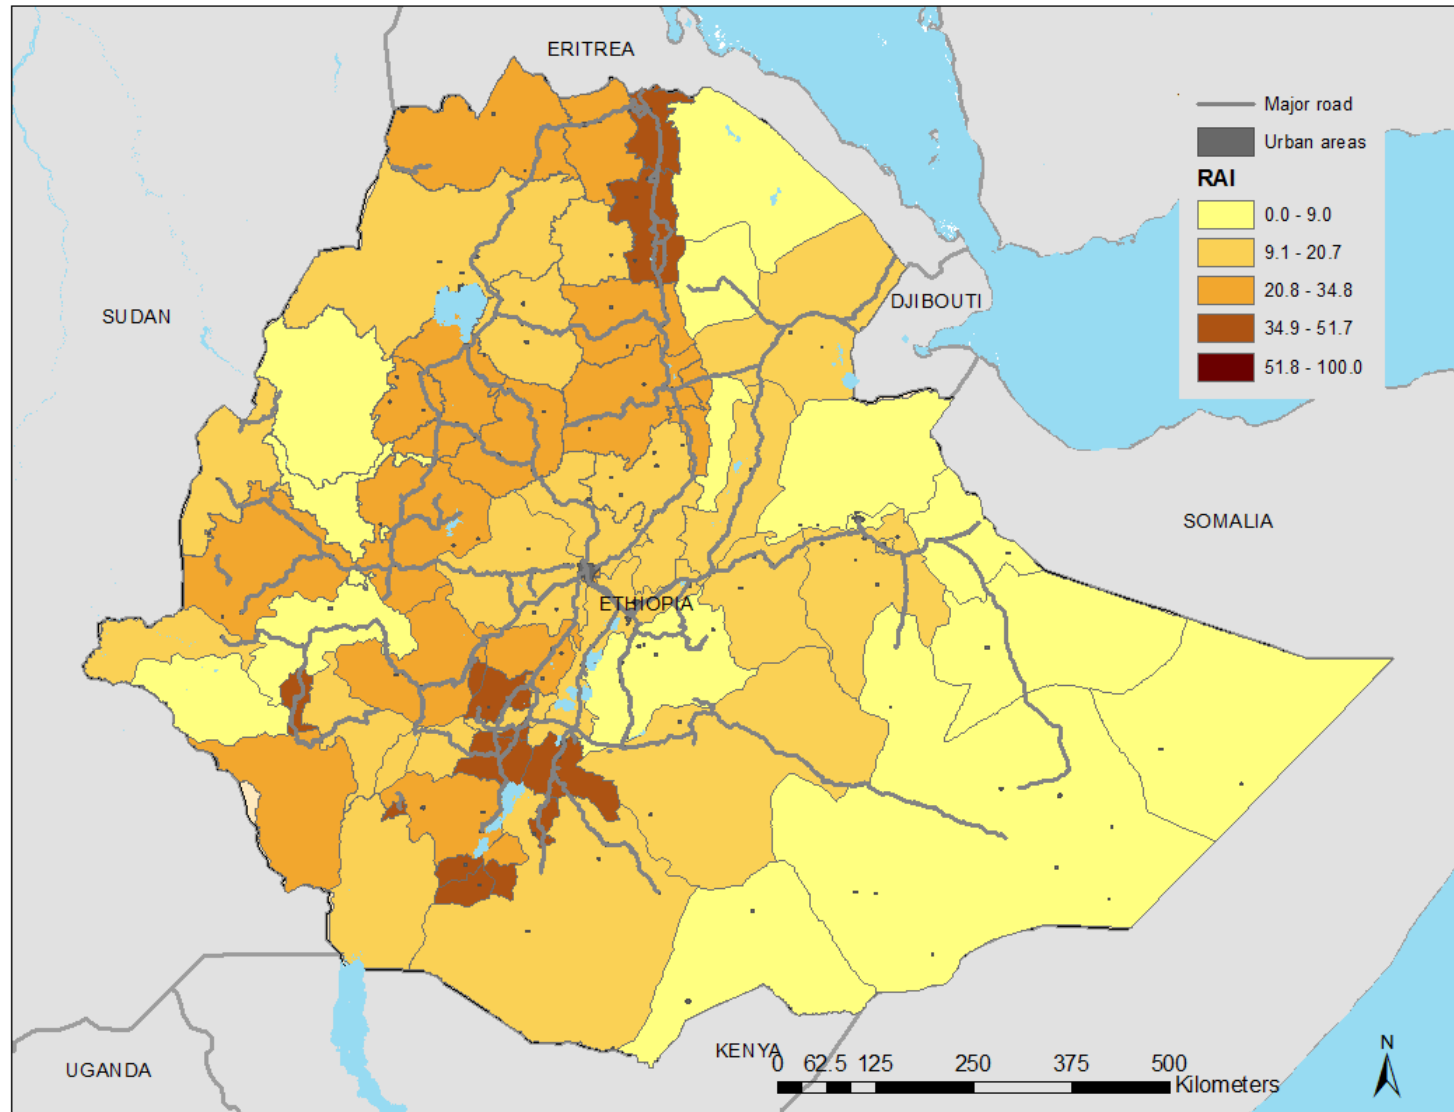 ERITREA
Major road
Urban areas
RAI
0.0 - 9.0
9.1 - 20.7
20.8 - 34.8
34.9 - 51.7
51.8 - 100.0
SUDAN
DJIBOUTI
SOMALIA
ETHIOPIA
KENYA
UGANDA
0 62.5 125 250 375 500
Kilometers
N